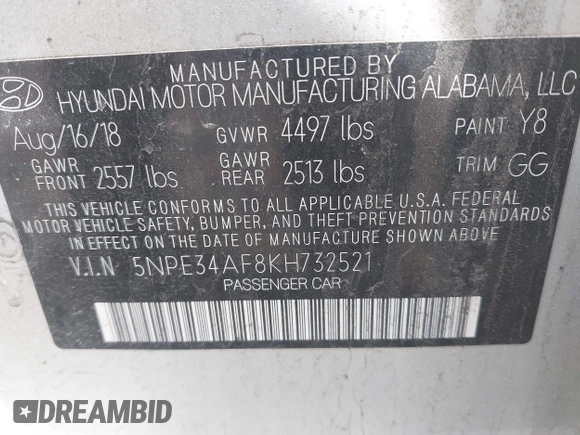 MANUFACTURED BY
HYUNDAI MOTOR MANUFACTURING ALABAMA, LLC
Aug/16/18 GVWR 4497 lbs PAINT Y8
GAWR FRONT 2557 lbs GAWR REAR 2513 lbs TRIM GG
THIS VEHICLE CONFORMS TO ALL APPLICABLE U.S.A. FEDERAL
MOTOR VEHICLE SAFETY, BUMPER, AND THEFT PREVENTION STANDARDS
IN EFFECT ON THE DATE OF MANUFACTURE SHOWN ABOVE.
V.I.N 5NPE34AF8KH732521
PASSENGER CAR
DREAMBID